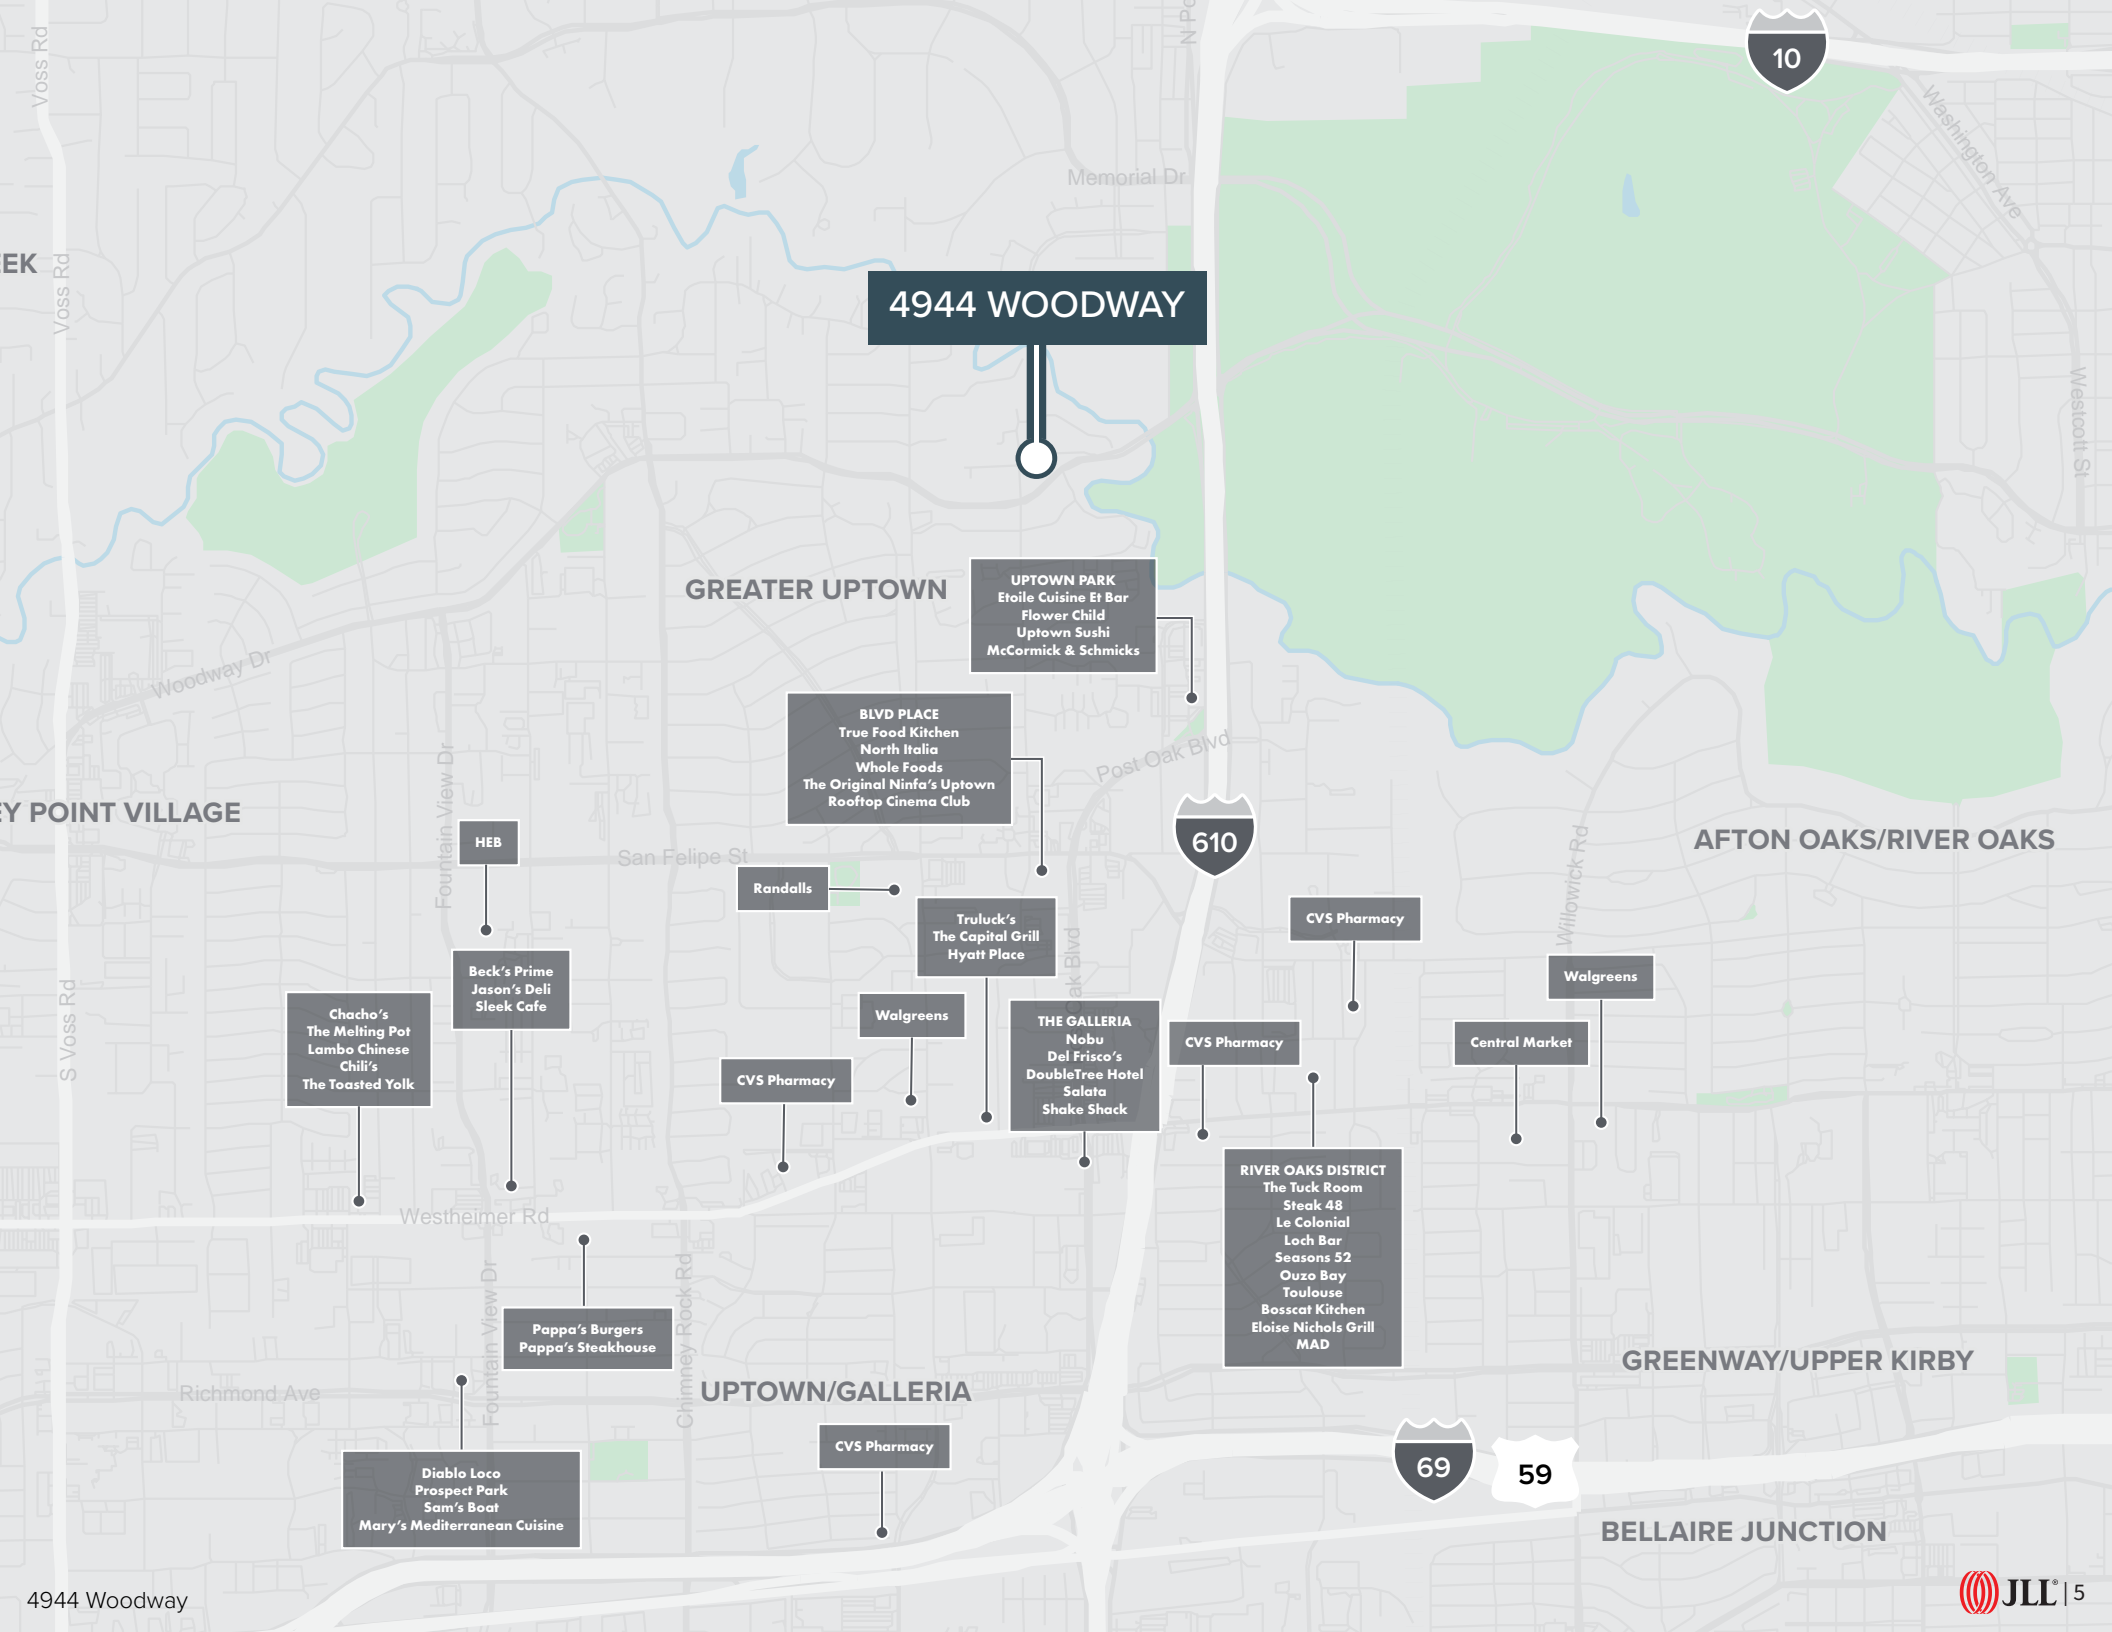 Voss Rd
N Po
10
Washington Ave
Memorial Dr
EEK
Voss Rd
4944 WOODWAY
Westcott St
GREATER UPTOWN
UPTOWN PARK
Etoile Cuisine Et Bar
Flower Child
Uptown Sushi
McCormick & Schmicks
Woodway Dr
BLVD PLACE
True Food Kitchen
North Italia
Whole Foods
The Original Ninfa's Uptown
Rooftop Cinema Club
Post Oak Blvd
EY POINT VILLAGE
Fountain View Dr
HEB
San Felipe St
610
AFTON OAKS/RIVER OAKS
Willowick Rd
Randalls
Truluck's
The Capital Grill
Hyatt Place
Oak Blvd
CVS Pharmacy
Walgreens
Beck's Prime
Jason's Deli
Sleek Cafe
S Voss Rd
Chacho's
The Melting Pot
Lambo Chinese
Chili's
The Toasted Yolk
Walgreens
THE GALLERIA
Nobu
Del Frisco's
DoubleTree Hotel
Salata
Shake Shack
CVS Pharmacy
Central Market
CVS Pharmacy
RIVER OAKS DISTRICT
The Tuck Room
Steak 48
Le Colonial
Loch Bar
Seasons 52
Ouzo Bay
Toulouse
Bosscat Kitchen
Eloise Nichols Grill
MAD
Westheimer Rd
Fountain View Dr
Chimney Rock Rd
Pappa's Burgers
Pappa's Steakhouse
GREENWAY/UPPER KIRBY
Richmond Ave
UPTOWN/GALLERIA
CVS Pharmacy
69
59
Diablo Loco
Prospect Park
Sam's Boat
Mary's Mediterranean Cuisine
BELLAIRE JUNCTION
4944 Woodway
JLL® | 5